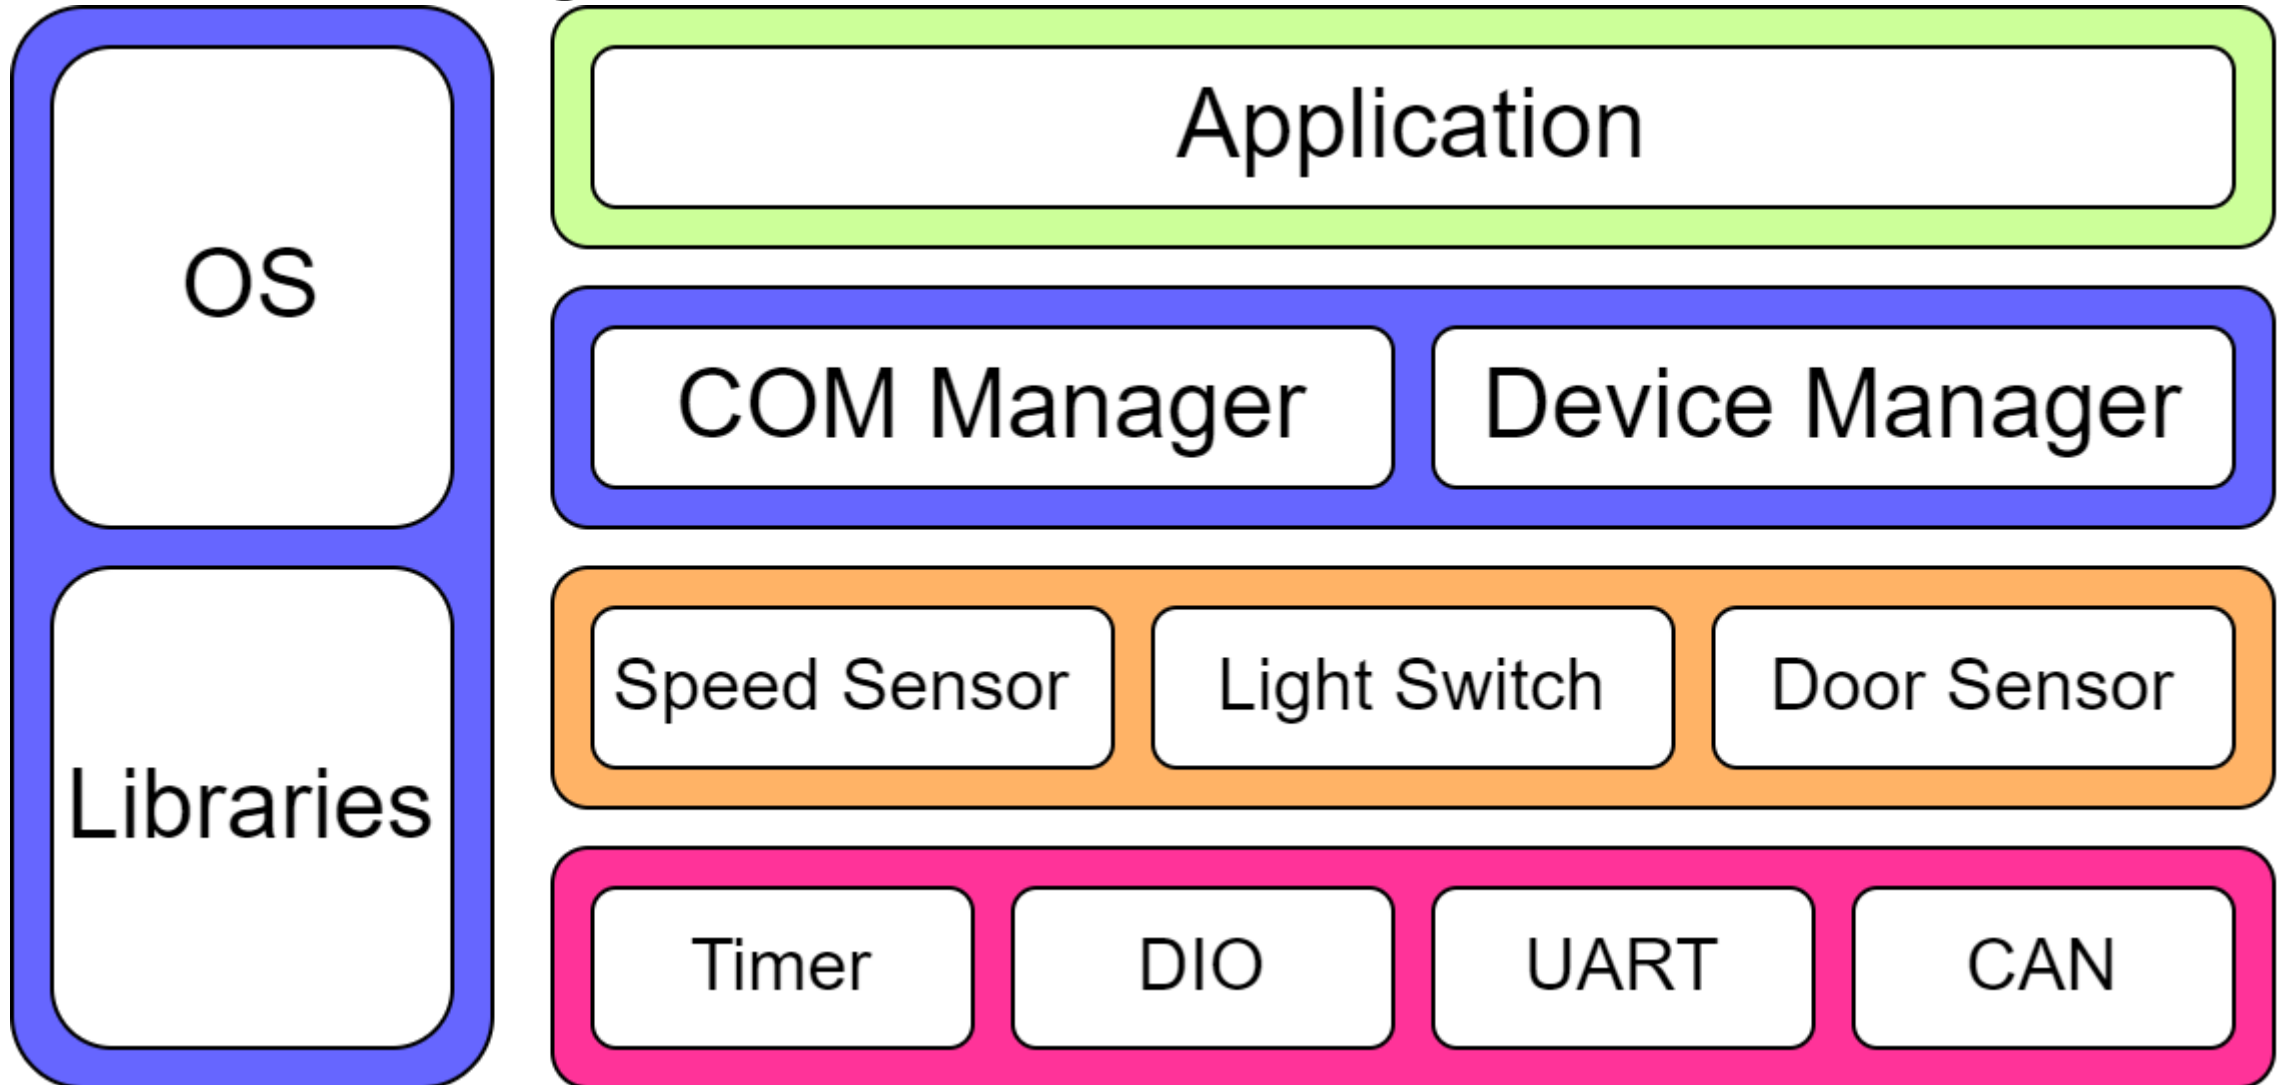 OS
Libraries
Application
COM Manager
Device Manager
Speed Sensor
Light Switch
Door Sensor
Timer
DIO
UART
CAN